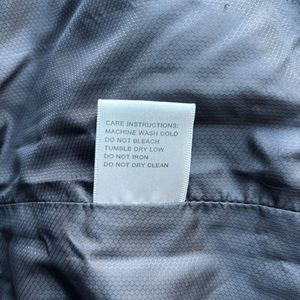 CARE INSTRUCTIONS:
MACHINE WASH COLD
DO NOT BLEACH
TUMBLE DRY LOW
DO NOT IRON
DO NOT DRY CLEAN